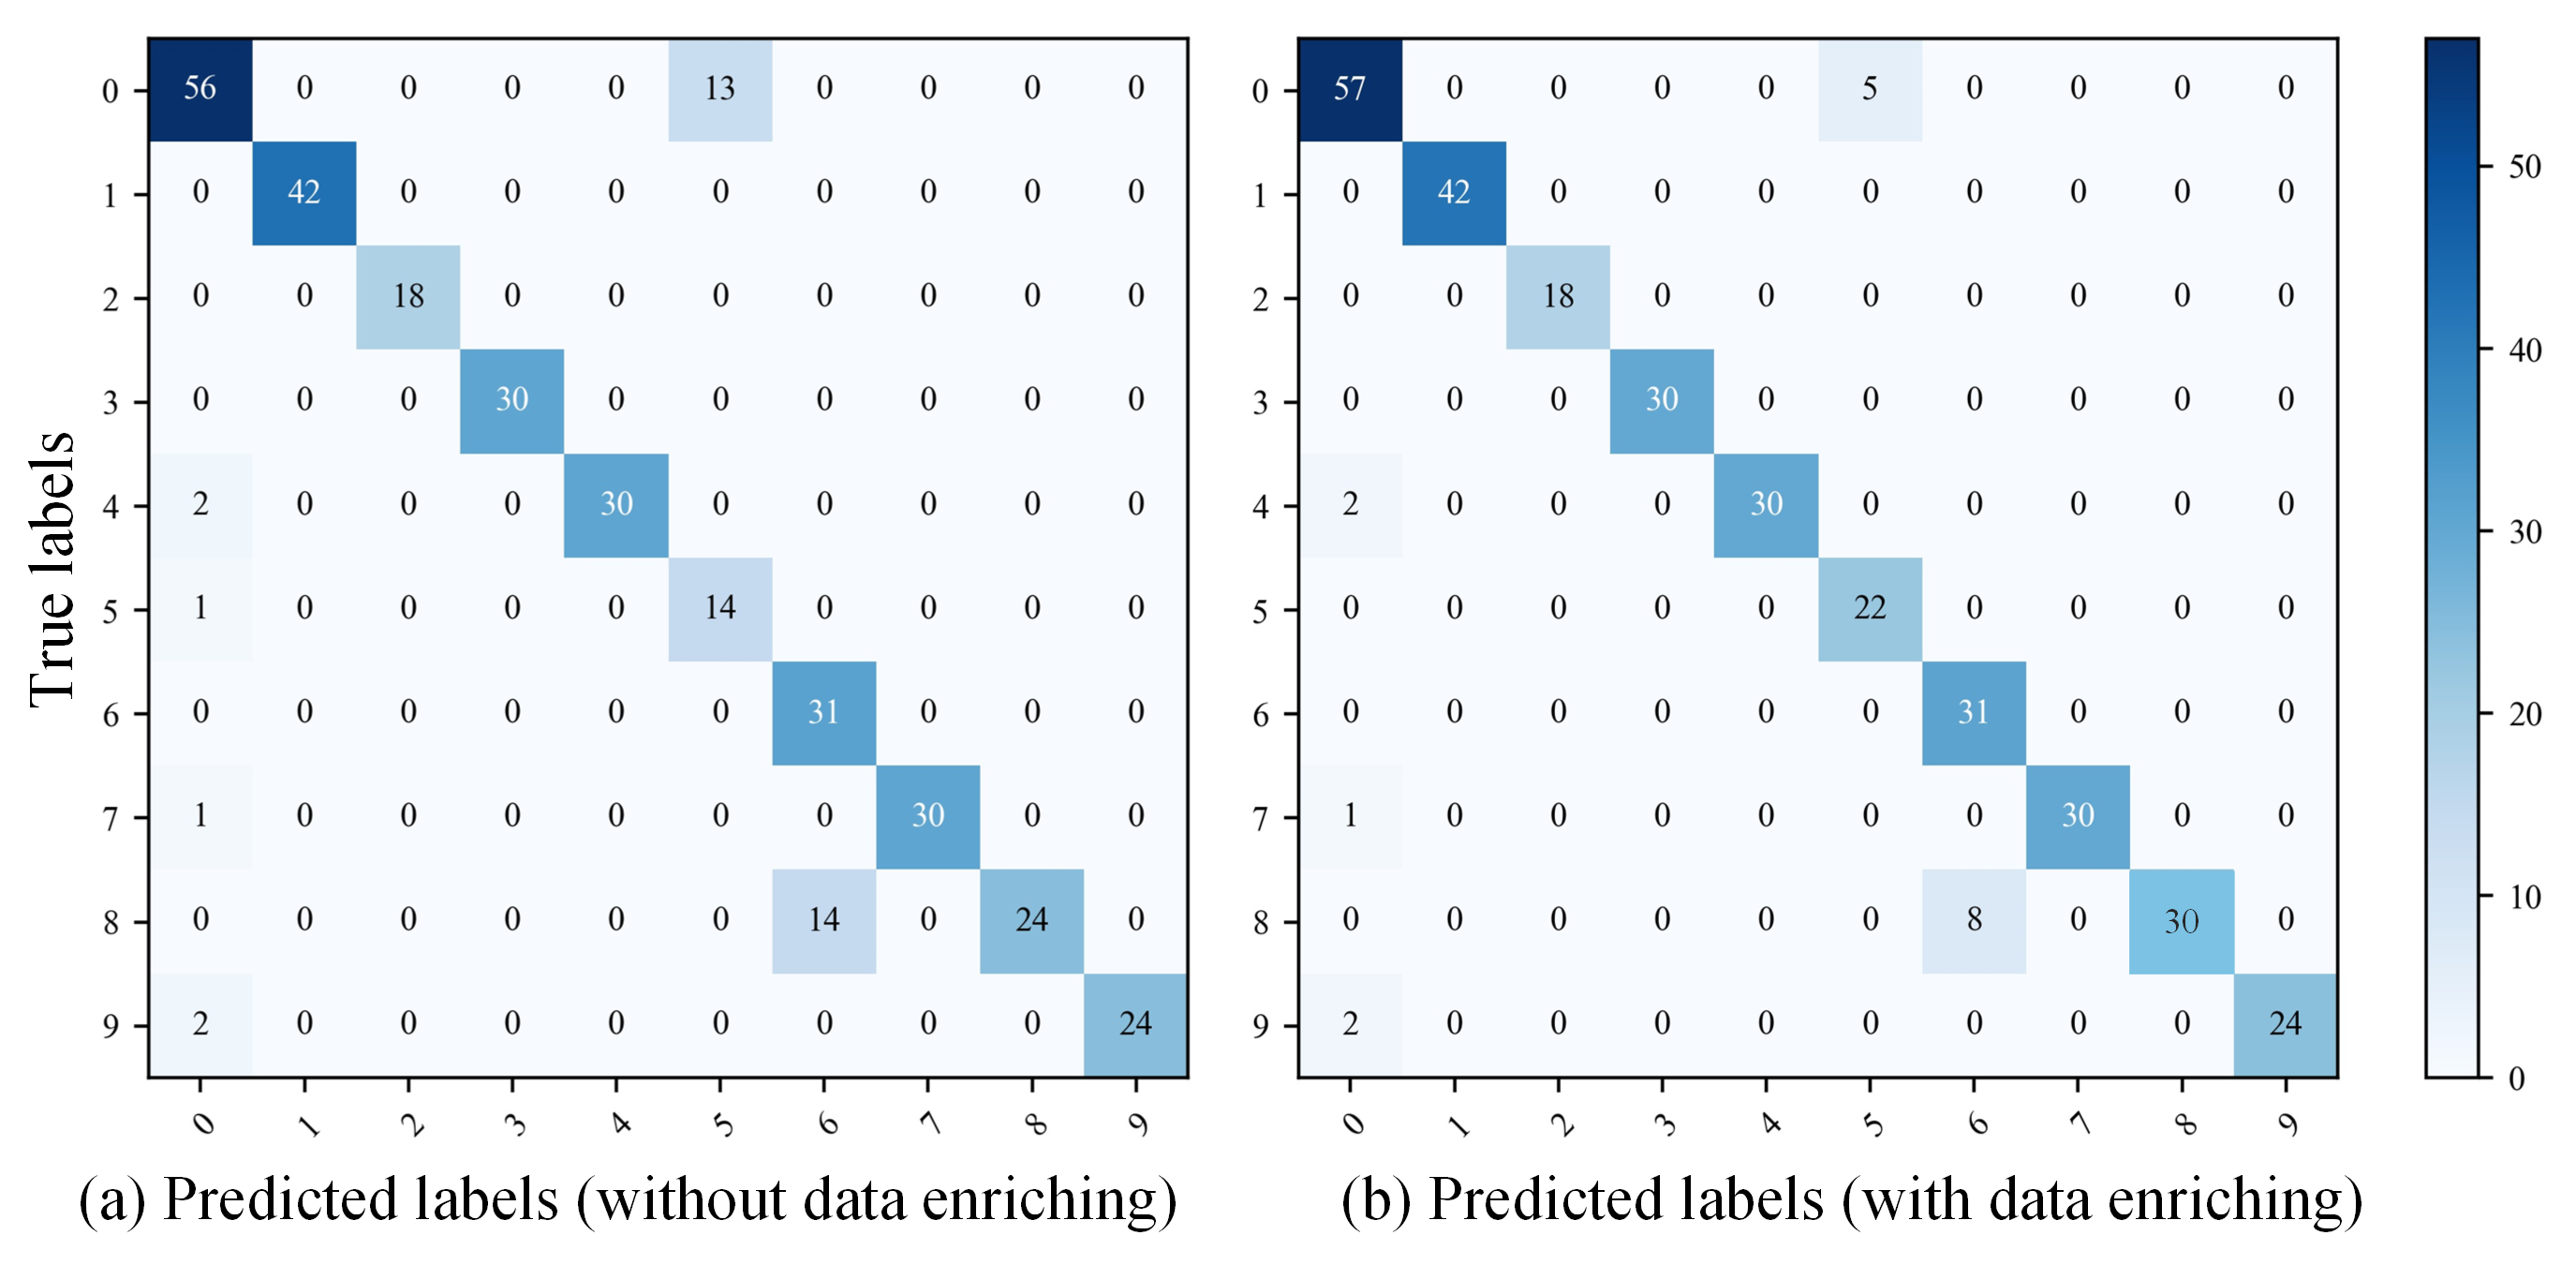 0 56 0 0 0 0 13 0 0 0 0
1 0 42 0 0 0 0 0 0 0 0
2 0 0 18 0 0 0 0 0 0 0
3 0 0 0 30 0 0 0 0 0 0
4 2 0 0 0 30 0 0 0 0 0
5 1 0 0 0 0 14 0 0 0 0
6 0 0 0 0 0 0 31 0 0 0
7 1 0 0 0 0 0 0 30 0 0
8 0 0 0 0 0 0 14 0 24 0
9 2 0 0 0 0 0 0 0 0 24
0 1 2 3 4 5 6 7 8 9
True labels
(a) Predicted labels (without data enriching)
0 57 0 0 0 0 5 0 0 0 0
1 0 42 0 0 0 0 0 0 0 0
2 0 0 18 0 0 0 0 0 0 0
3 0 0 0 30 0 0 0 0 0 0
4 2 0 0 0 30 0 0 0 0 0
5 0 0 0 0 0 22 0 0 0 0
6 0 0 0 0 0 0 31 0 0 0
7 1 0 0 0 0 0 0 30 0 0
8 0 0 0 0 0 0 8 0 30 0
9 2 0 0 0 0 0 0 0 0 24
0 1 2 3 4 5 6 7 8 9
(b) Predicted labels (with data enriching)
50
40
30
20
10
0